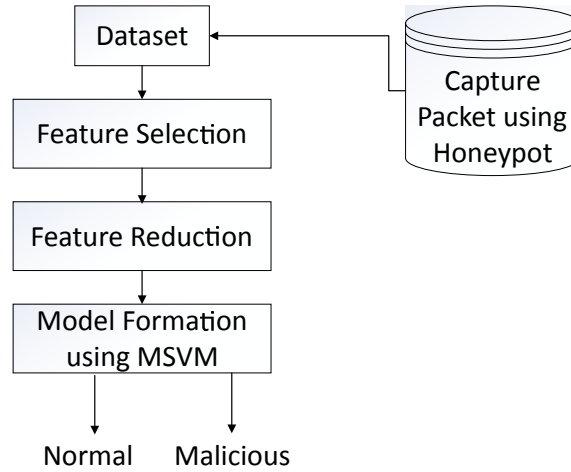 Dataset
Capture
Packet using
Honeypot
Feature Selection
Feature Reduction
Model Formation
using MSVM
Normal
Malicious